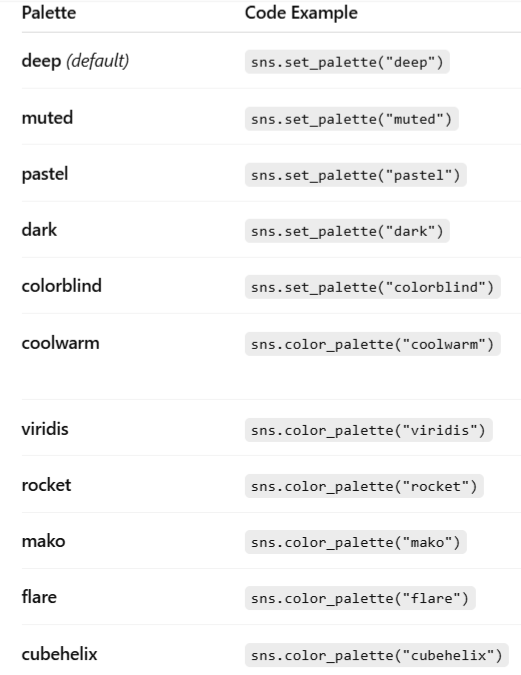 Palette Code Example
deep (default) sns.set_palette("deep")
muted sns.set_palette("muted")
pastel sns.set_palette("pastel")
dark sns.set_palette("dark")
colorblind sns.set_palette("colorblind")
coolwarm sns.color_palette("coolwarm")
viridis sns.color_palette("viridis")
rocket sns.color_palette("rocket")
mako sns.color_palette("mako")
flare sns.color_palette("flare")
cubehelix sns.color_palette("cubehelix")